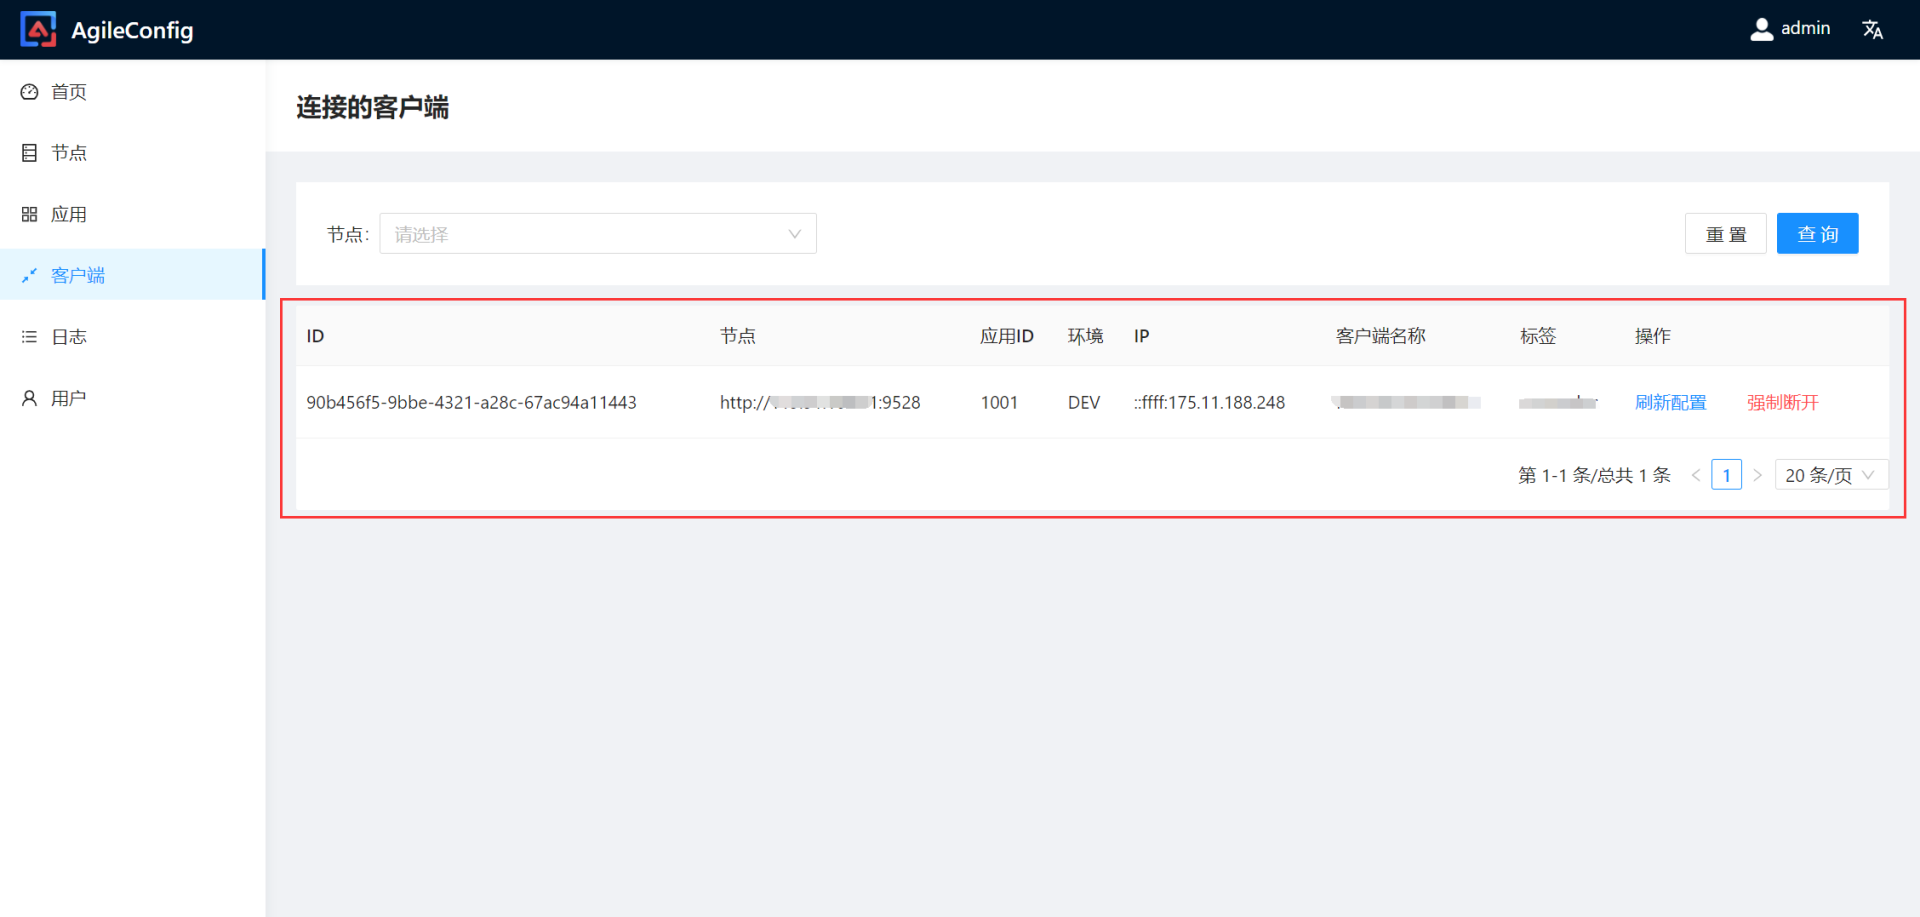 AgileConfig
admin
首页
节点
应用
客户端
日志
用户
连接的客户端
节点: 请选择
重 置 查 询
ID 节点 应用ID 环境 IP 客户端名称 标签 操作
90b456f5-9bbe-4321-a28c-67ac94a11443 http:// 1:9528 1001 DEV ::ffff:175.11.188.248 刷新配置 强制断开
第 1-1 条/总共 1 条 < 1 > 20 条/页